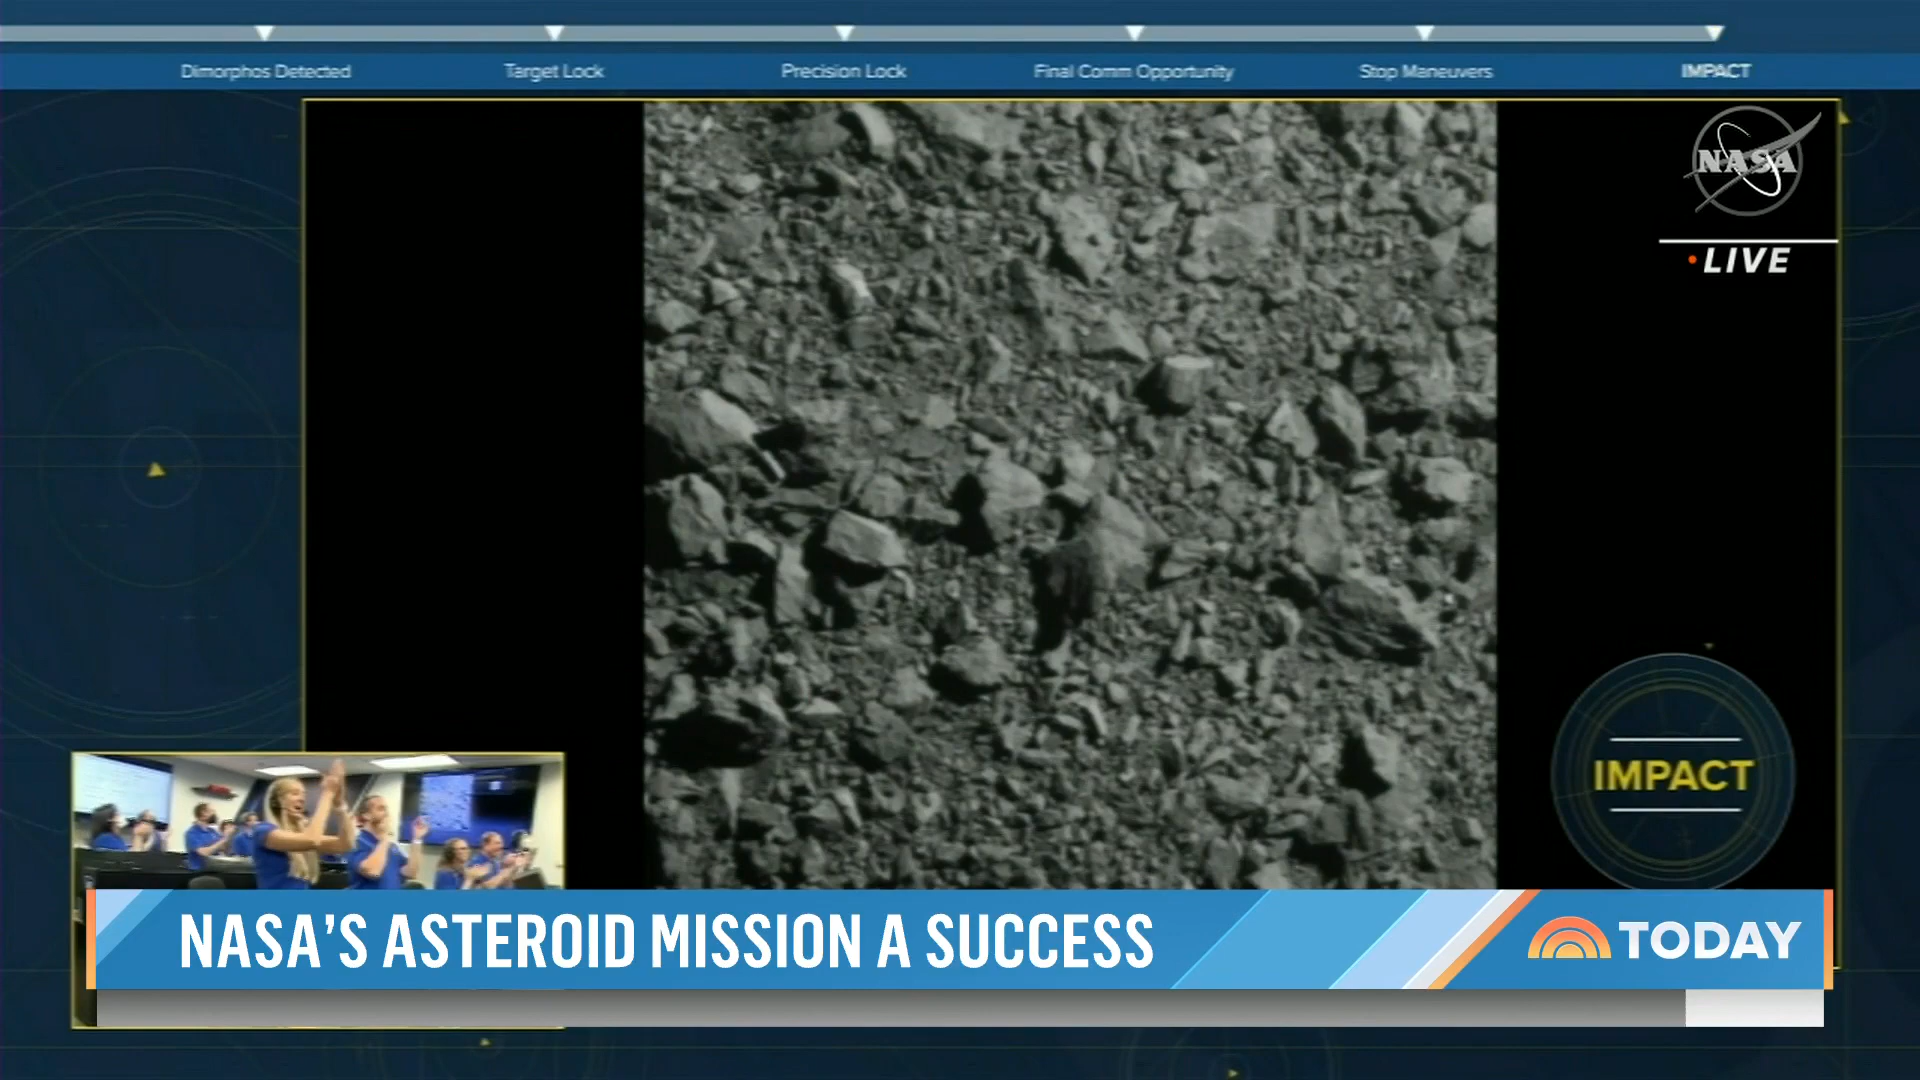 Dimorphos Detected
Target Lock
Precision Lock
Final Comm Opportunity
Stop Maneuvers
IMPACT
NASA
LIVE
IMPACT
NASA'S ASTEROID MISSION A SUCCESS
TODAY